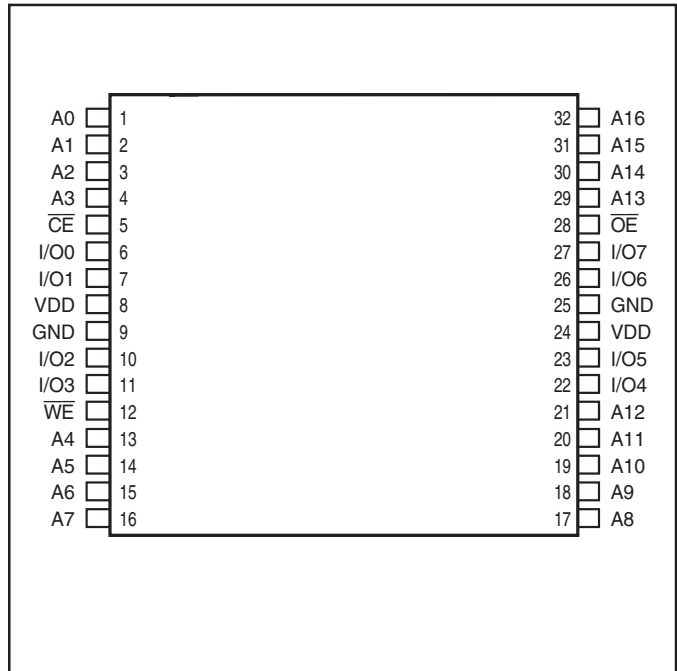 A0 1 32 A16
A1 2 31 A15
A2 3 30 A14
A3 4 29 A13
C̅E̅ 5 28 O̅E̅
I/O0 6 27 I/O7
I/O1 7 26 I/O6
VDD 8 25 GND
GND 9 24 VDD
I/O2 10 23 I/O5
I/O3 11 22 I/O4
W̅E̅ 12 21 A12
A4 13 20 A11
A5 14 19 A10
A6 15 18 A9
A7 16 17 A8